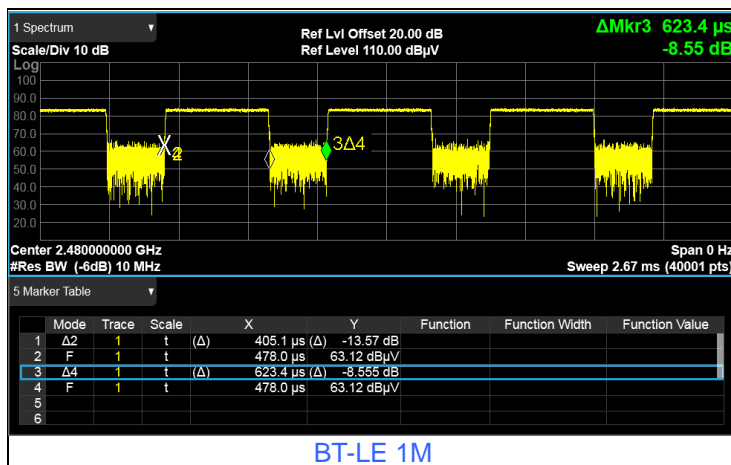 1 Spectrum
Scale/Div 10 dB
Ref Lvl Offset 20.00 dB
Ref Level 110.00 dBµV
ΔMkr3 623.4 µs
-8.55 dB
Log
100
90.0
80.0
70.0
60.0
50.0
40.0
30.0
20.0
3Δ4
Center 2.480000000 GHz
#Res BW (-6dB) 10 MHz
Span 0 Hz
Sweep 2.67 ms (40001 pts)
5 Marker Table
Mode Trace Scale X Y Function Function Width Function Value
1 Δ2 1 t (Δ) 405.1 µs (Δ) -13.57 dB
2 F 1 t 478.0 µs 63.12 dBµV
3 Δ4 1 t (Δ) 623.4 µs (Δ) -8.555 dB
4 F 1 t 478.0 µs 63.12 dBµV
5
6
BT-LE 1M